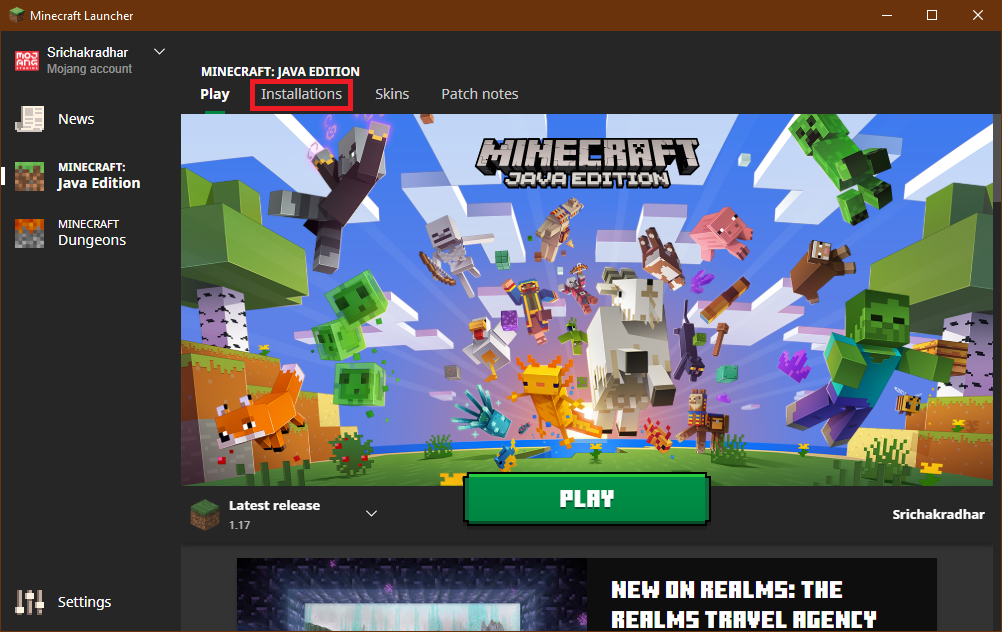 Minecraft Launcher
MOJANG STUDIOS
Srichakradhar
Mojang account
News
MINECRAFT:
Java Edition
MINECRAFT
Dungeons
Settings
MINECRAFT: JAVA EDITION
Play Installations Skins Patch notes
MINECRAFT
JAVA EDITION
Latest release
1.17
PLAY
Srichakradhar
NEW ON REALMS: THE
REALMS TRAVEL AGENCY